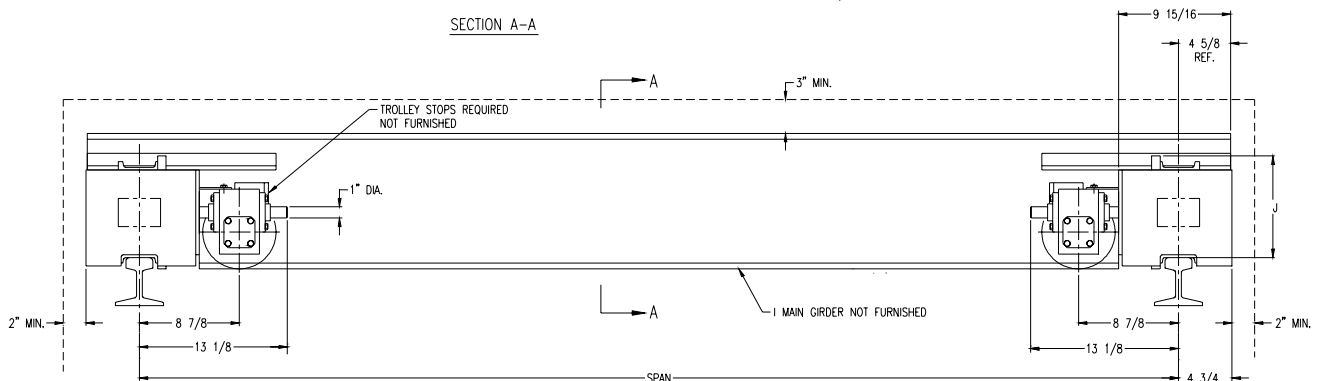 SECTION A-A
9 15/16
4 5/8
REF.
A
3" MIN.
TROLLEY STOPS REQUIRED
NOT FURNISHED
1" DIA.
J
A
I MAIN GIRDER NOT FURNISHED
2" MIN.
8 7/8
8 7/8
2" MIN.
13 1/8
13 1/8
SPAN
4 3/4